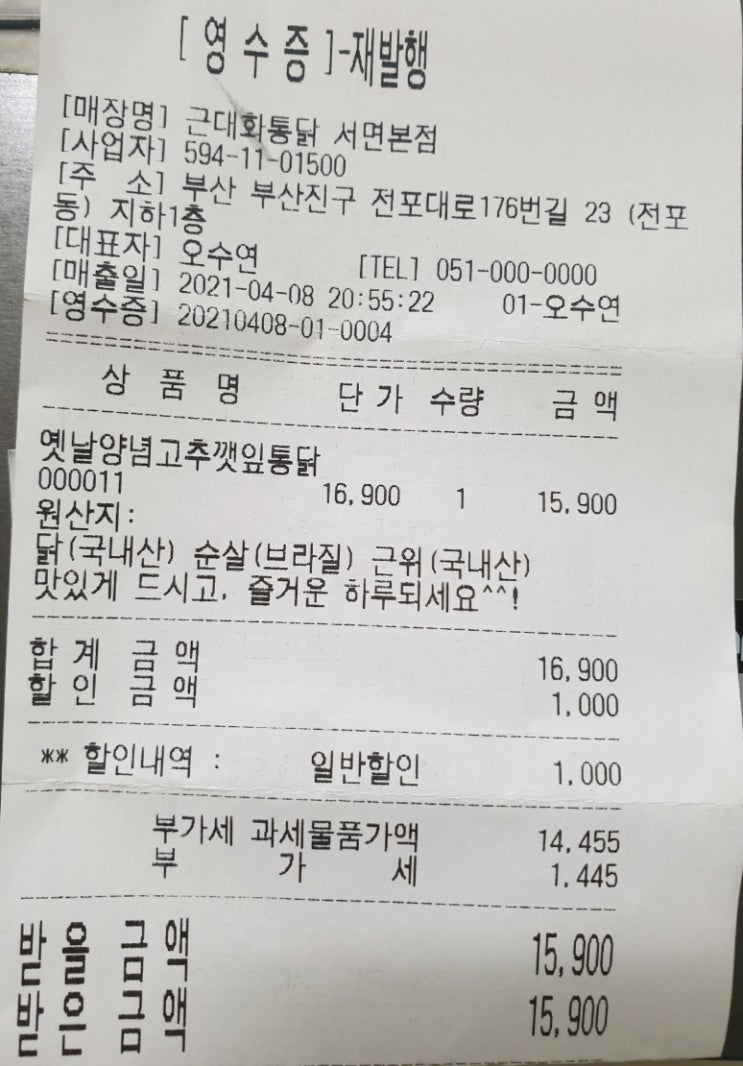 [ 영 수 증 ]-재발행
[매장명] 근대화통닭 서면본점
[사업자] 594-11-01500
[주 소] 부산 부산진구 전포대로176번길 23 (전포
동) 지하1층
[대표자] 오수연 [TEL] 051-000-0000
[매출일] 2021-04-08 20:55:22 01-오수연
[영수증] 20210408-01-0004
상 품 명 단 가 수량 금 액
옛날양념고추깻잎통닭
000011 16,900 1 15,900
원산지:
닭(국내산) 순살(브라질) 근위(국내산)
맛있게 드시고, 즐거운 하루되세요^^!
합 계 금 액 16,900
할 인 금 액 1,000
** 할인내역 : 일반할인 1,000
부가세 과세물품가액 14,455
부 가 세 1,445
받 을 금 액 15,900
받 은 금 액 15,900